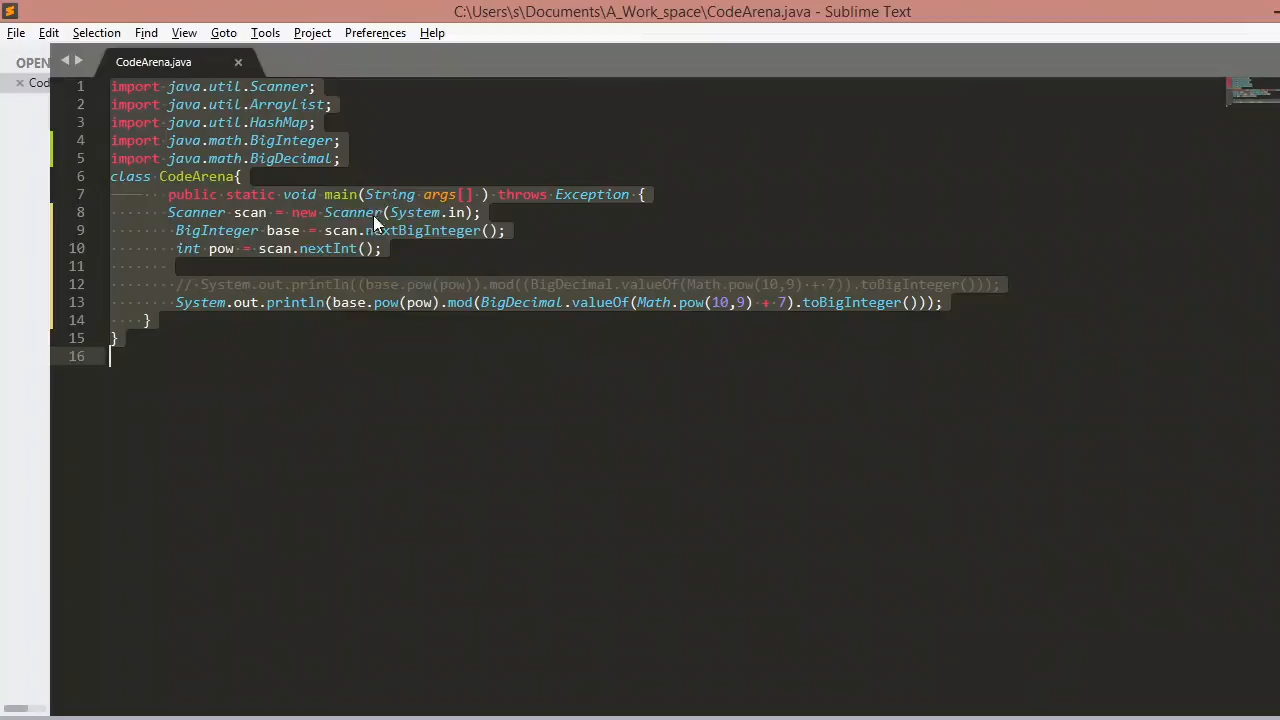 C:\Users\s\Documents\A_Work_space\CodeArena.java - Sublime Text
File Edit Selection Find View Goto Tools Project Preferences Help
OPEN
CodeArena.java
Cod
1 import java.util.Scanner;
2 import java.util.ArrayList;
3 import java.util.HashMap;
4 import java.math.BigInteger;
5 import java.math.BigDecimal;
6 class CodeArena{
7 public static void main(String args[] ) throws Exception {
8 Scanner scan = new Scanner(System.in);
9 BigInteger base = scan.nextBigInteger();
10 int pow = scan.nextInt();
11
12 // System.out.println((base.pow(pow)).mod((BigDecimal.valueOf(Math.pow(10,9) + 7)).toBigInteger()));
13 System.out.println(base.pow(pow).mod(BigDecimal.valueOf(Math.pow(10,9) + 7).toBigInteger()));
14 }
15 }
16